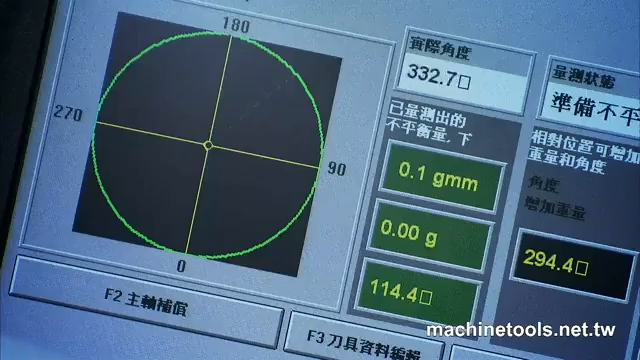 180
270
90
0
實際角度
332.7□
量測狀態
準備不平
已量測出的
不平衡量,下
0.1 gmm
0.00 g
114.4□
相對位置可增加
重量和角度
角度
增加重量
294.4□
F2 主軸補償
F3 刀具資料編輯
machinetools.net.tw